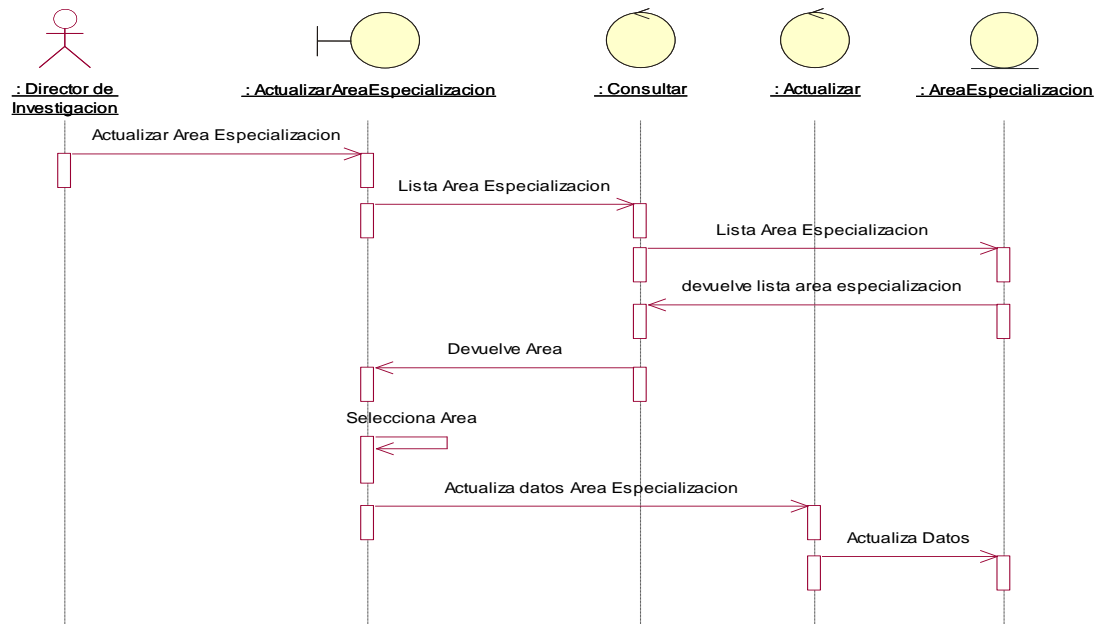 : Director de
Investigacion
: ActualizarAreaEspecializacion
: Consultar
: Actualizar
: AreaEspecializacion
Actualizar Area Especializacion
Lista Area Especializacion
Lista Area Especializacion
devuelve lista area especializacion
Devuelve Area
Selecciona Area
Actualiza datos Area Especializacion
Actualiza Datos